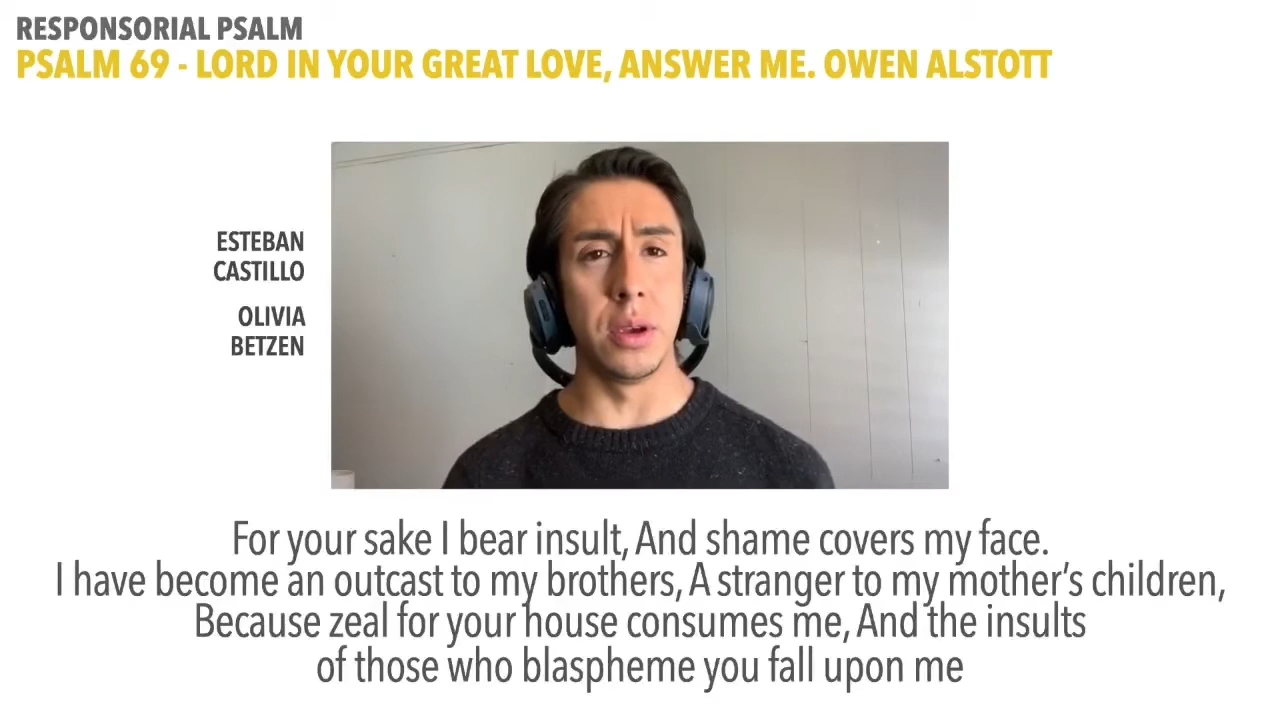 RESPONSORIAL PSALM
PSALM 69 - LORD IN YOUR GREAT LOVE, ANSWER ME. OWEN ALSTOTT
ESTEBAN
CASTILLO
OLIVIA
BETZEN
For your sake I bear insult, And shame covers my face.
I have become an outcast to my brothers, A stranger to my mother’s children,
Because zeal for your house consumes me, And the insults
of those who blaspheme you fall upon me